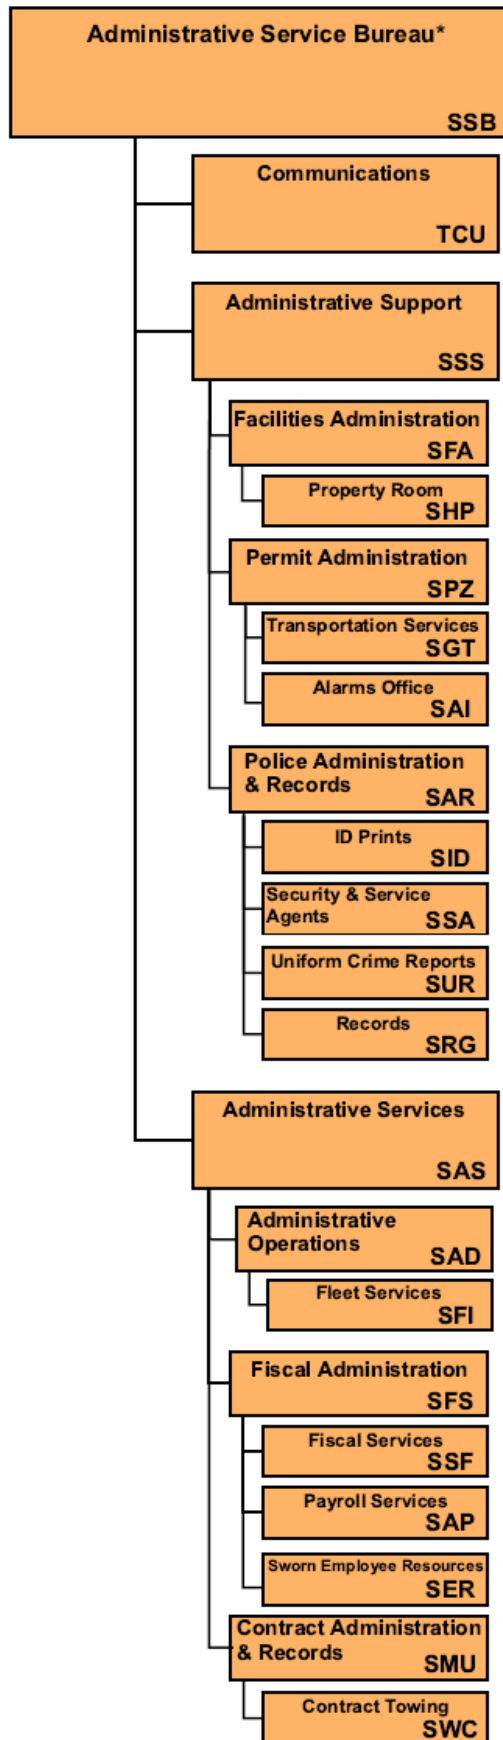 Administrative Service Bureau*
SSB
Communications
TCU
Administrative Support
SSS
Facilities Administration
SFA
Property Room
SHP
Permit Administration
SPZ
Transportation Services
SGT
Alarms Office
SAI
Police Administration
& Records
SAR
ID Prints
SID
Security & Service
Agents
SSA
Uniform Crime Reports
SUR
Records
SRG
Administrative Services
SAS
Administrative
Operations
SAD
Fleet Services
SFI
Fiscal Administration
SFS
Fiscal Services
SSF
Payroll Services
SAP
Sworn Employee Resources
SER
Contract Administration
& Records
SMU
Contract Towing
SWC